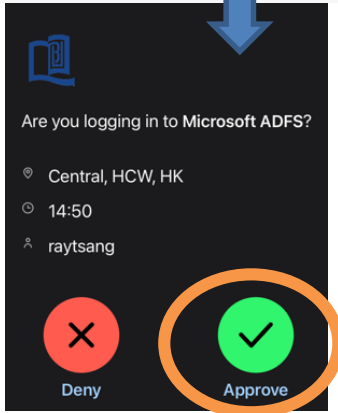 Are you logging in to Microsoft ADFS?
Central, HCW, HK
14:50
raytsang
Deny
Approve